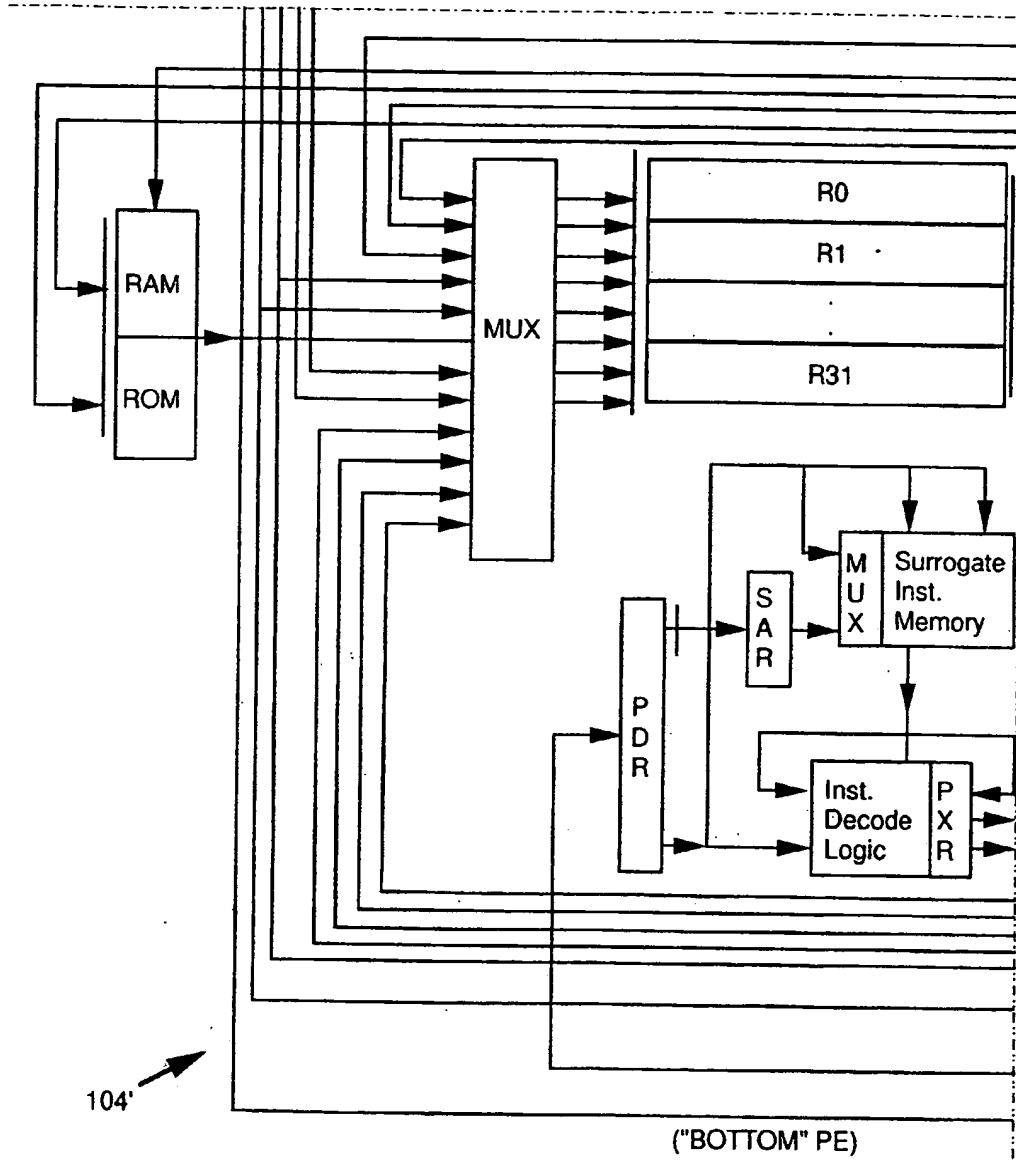 R0
RAM
R1
MUX
ROM
R31
M
U
X
Surrogate
Inst.
Memory
S
A
R
P
D
R
Inst.
Decode
Logic
P
X
R
104'
("BOTTOM" PE)